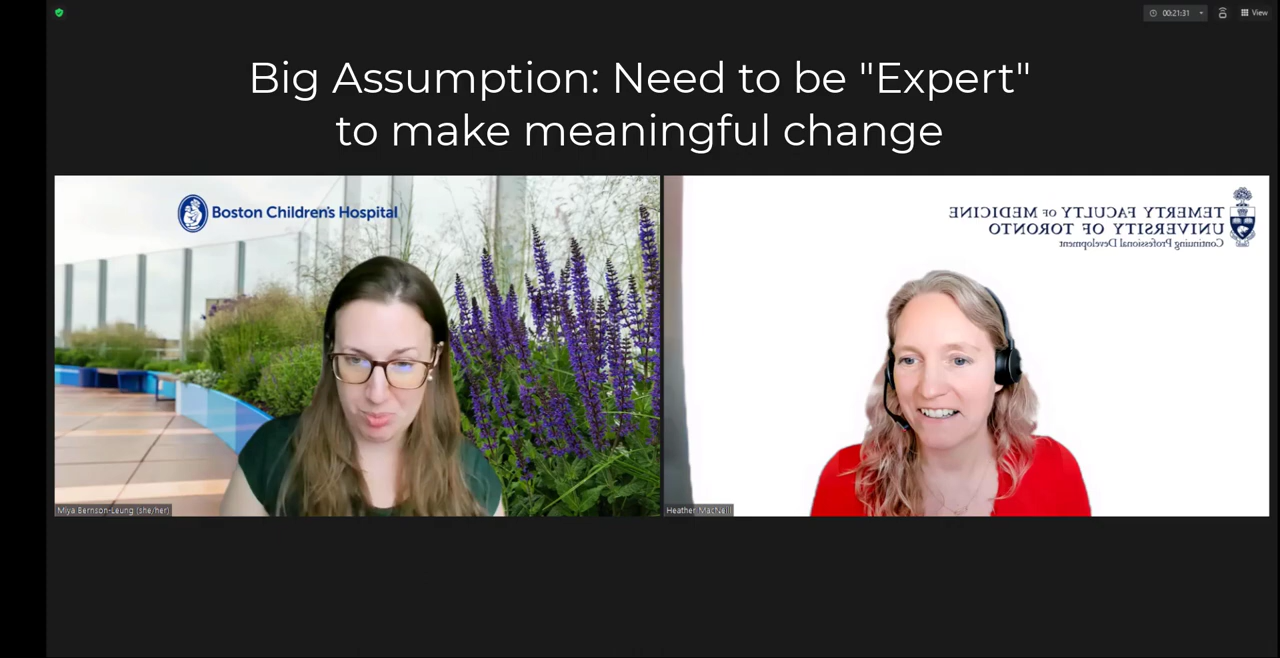 00:21:31
View
Big Assumption: Need to be "Expert"
to make meaningful change
Boston Children's Hospital
TEMERTY FACULTY OF MEDICINE
UNIVERSITY OF TORONTO
Continuing Professional Development
Miya Bernson-Leung (she/her)
Heather MacNeill